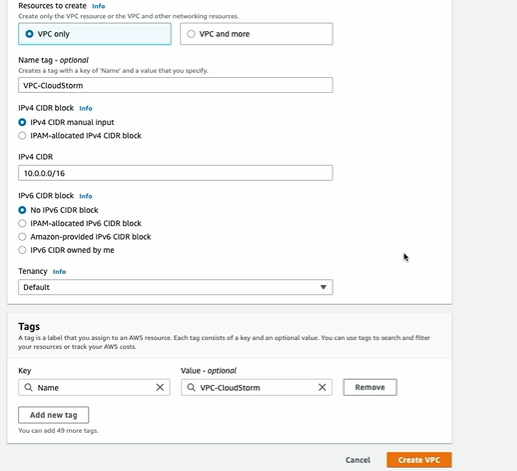 Resources to create Info
Create only the VPC resource or the VPC and other networking resources.
VPC only
VPC and more
Name tag - optional
Creates a tag with a key of 'Name' and a value that you specify.
VPC-CloudStorm
IPv4 CIDR block Info
IPv4 CIDR manual input
IPAM-allocated IPv4 CIDR block
IPv4 CIDR
10.0.0.0/16
IPv6 CIDR block Info
No IPv6 CIDR block
IPAM-allocated IPv6 CIDR block
Amazon-provided IPv6 CIDR block
IPv6 CIDR owned by me
Tenancy Info
Default
Tags
A tag is a label that you assign to an AWS resource. Each tag consists of a key and an optional value. You can use tags to search and filter
your resources or track your AWS costs.
Key
Value - optional
Name
VPC-CloudStorm
Remove
Add new tag
You can add 49 more tags.
Cancel
Create VPC